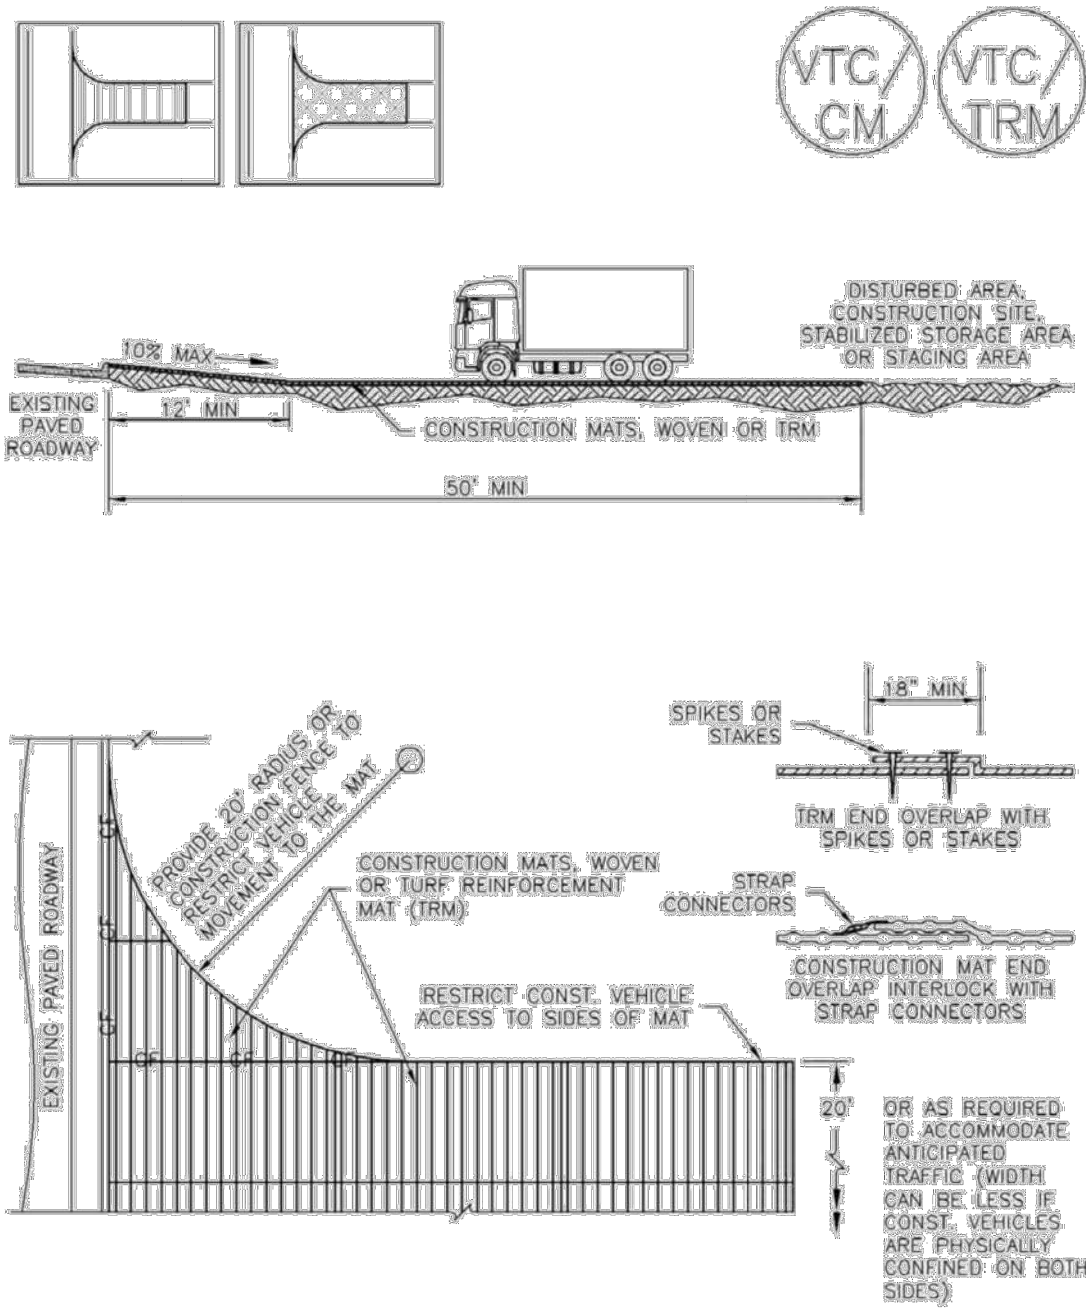 VTC/
CM
VTC/
TRM
DISTURBED AREA,
CONSTRUCTION SITE,
STABILIZED STORAGE AREA
OR STAGING AREA
10% MAX
EXISTING
PAVED
ROADWAY
12' MIN
CONSTRUCTION MATS, WOVEN OR TRM
50' MIN
18" MIN
SPIKES OR
STAKES
TRM END OVERLAP WITH
SPIKES OR STAKES
PROVIDE 20' RADIUS OR
CONSTRUCTION FENCE TO
RESTRICT VEHICLE
MOVEMENT TO THE MAT
CONSTRUCTION MATS, WOVEN
OR TURF REINFORCEMENT
MAT (TRM)
STRAP
CONNECTORS
CONSTRUCTION MAT END
OVERLAP INTERLOCK WITH
STRAP CONNECTORS
RESTRICT CONST. VEHICLE
ACCESS TO SIDES OF MAT
EXISTING PAVED ROADWAY
CF
CF
CF
CF
CF
CF
20'
OR AS REQUIRED
TO ACCOMMODATE
ANTICIPATED
TRAFFIC (WIDTH
CAN BE LESS IF
CONST. VEHICLES
ARE PHYSICALLY
CONFINED ON BOTH
SIDES)